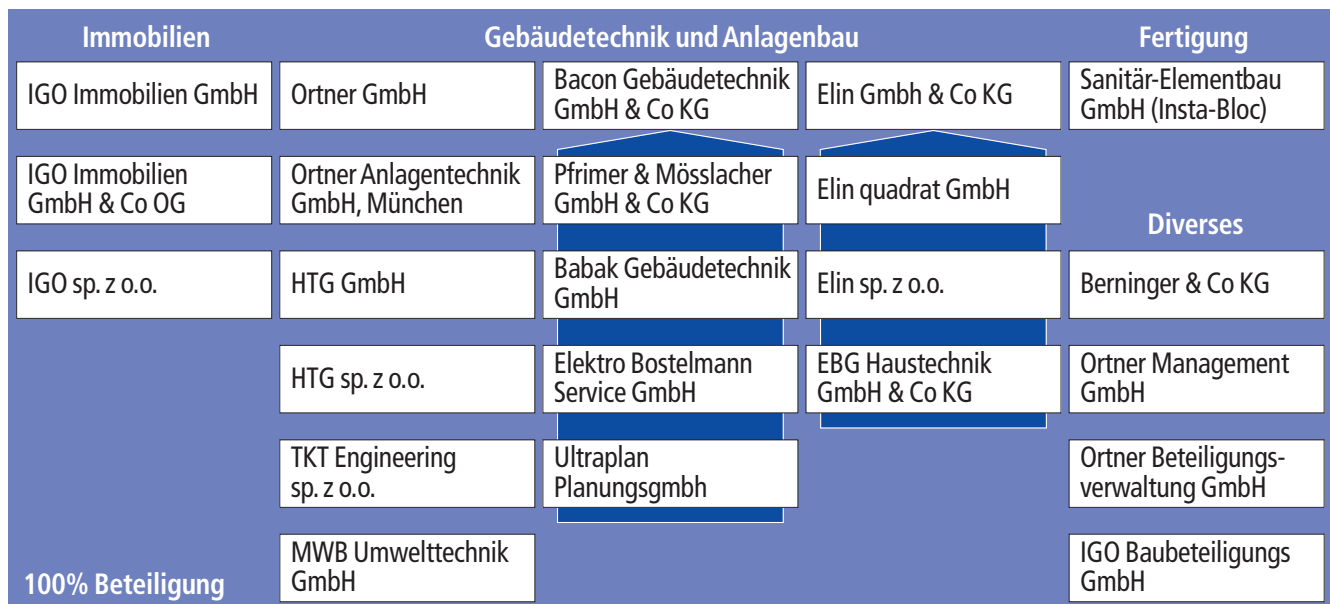 Immobilien
IGO Immobilien GmbH
IGO Immobilien
GmbH & Co OG
IGO sp. z o.o.
100% Beteiligung
Gebäudetechnik und Anlagenbau
Ortner GmbH
Ortner Anlagentechnik
GmbH, München
HTG GmbH
HTG sp. z o.o.
TKT Engineering
sp. z o.o.
MWB Umwelttechnik
GmbH
Bacon Gebäudetechnik
GmbH & Co KG
Pfrimer & Mösslacher
GmbH & Co KG
Babak Gebäudetechnik
GmbH
Elektro Bostelmann
Service GmbH
Ultraplan
Planungsgmbh
Elin Gmbh & Co KG
Elin quadrat GmbH
Elin sp. z o.o.
EBG Haustechnik
GmbH & Co KG
Fertigung
Sanitär-Elementbau
GmbH (Insta-Bloc)
Diverses
Berninger & Co KG
Ortner Management
GmbH
Ortner Beteiligungs-
verwaltung GmbH
IGO Baubeteiligungs
GmbH